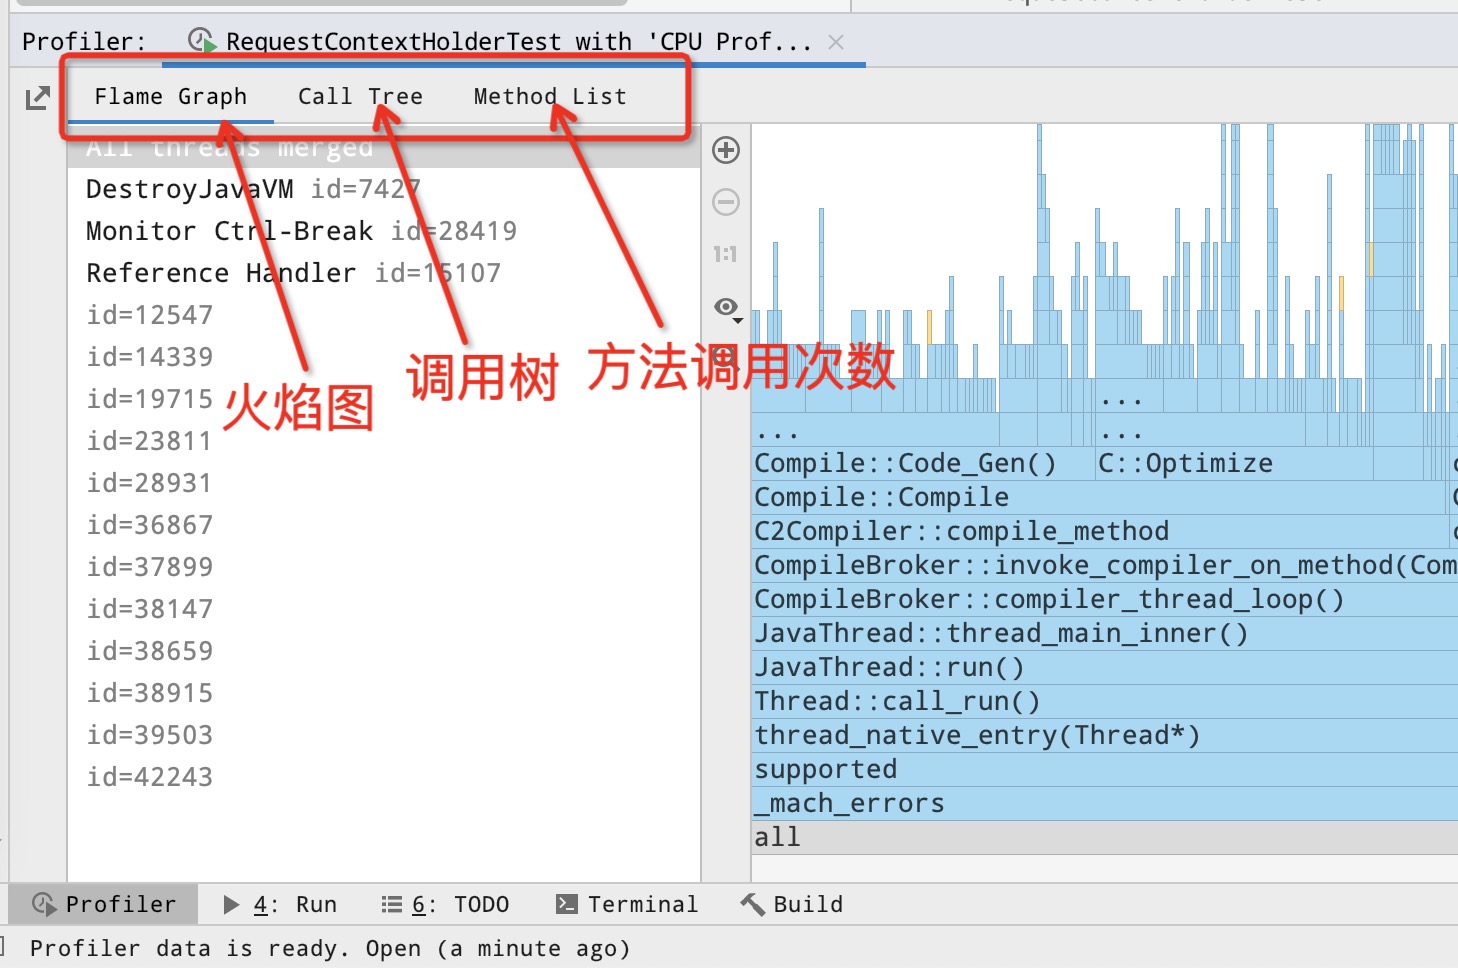 Profiler:
RequestContextHolderTest with 'CPU Prof...
Flame Graph
Call Tree
Method List
All threads merged
DestroyJavaVM id=7427
Monitor Ctrl-Break id=28419
Reference Handler id=15107
id=12547
id=14339
id=19715
id=23811
id=28931
id=36867
id=37899
id=38147
id=38659
id=38915
id=39503
id=42243
火焰图
调用树
方法调用次数
1:1
...
...
...
Compile::Code_Gen()
C::Optimize
Compile::Compile
C2Compiler::compile_method
CompileBroker::invoke_compiler_on_method(Com
CompileBroker::compiler_thread_loop()
JavaThread::thread_main_inner()
JavaThread::run()
Thread::call_run()
thread_native_entry(Thread*)
supported
_mach_errors
all
Profiler
4: Run
6: TODO
Terminal
Build
Profiler data is ready. Open (a minute ago)